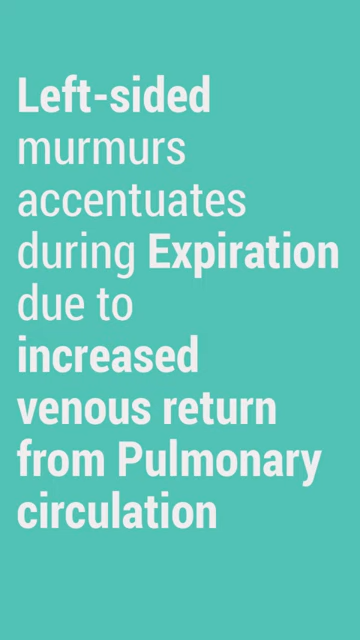 Left-sided
murmurs
accentuates
during Expiration
due to
increased
venous return
from Pulmonary
circulation